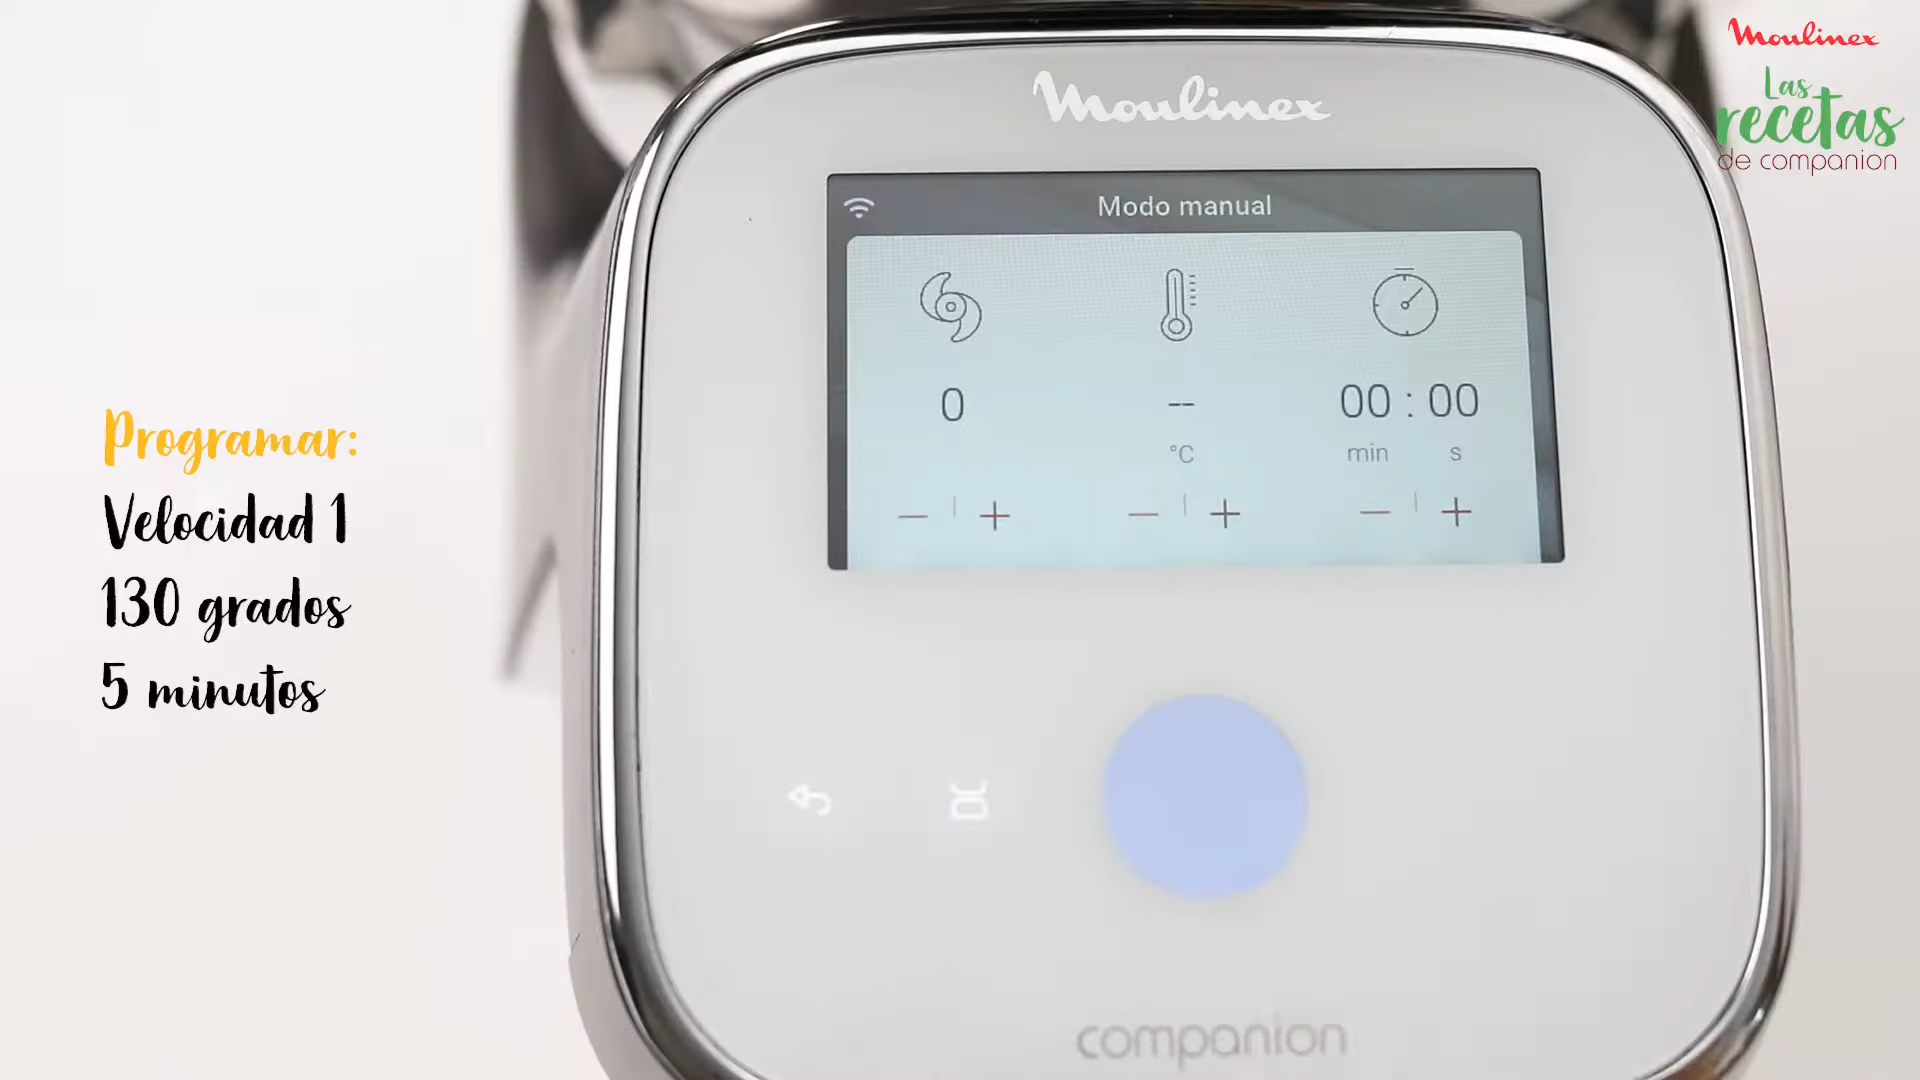 Moulinex
Las
recetas
de companion
Moulinex
Modo manual
0
--
00 : 00
°C
min s
- | +
- | +
- | +
Programar:
Velocidad 1
130 grados
5 minutos
companion